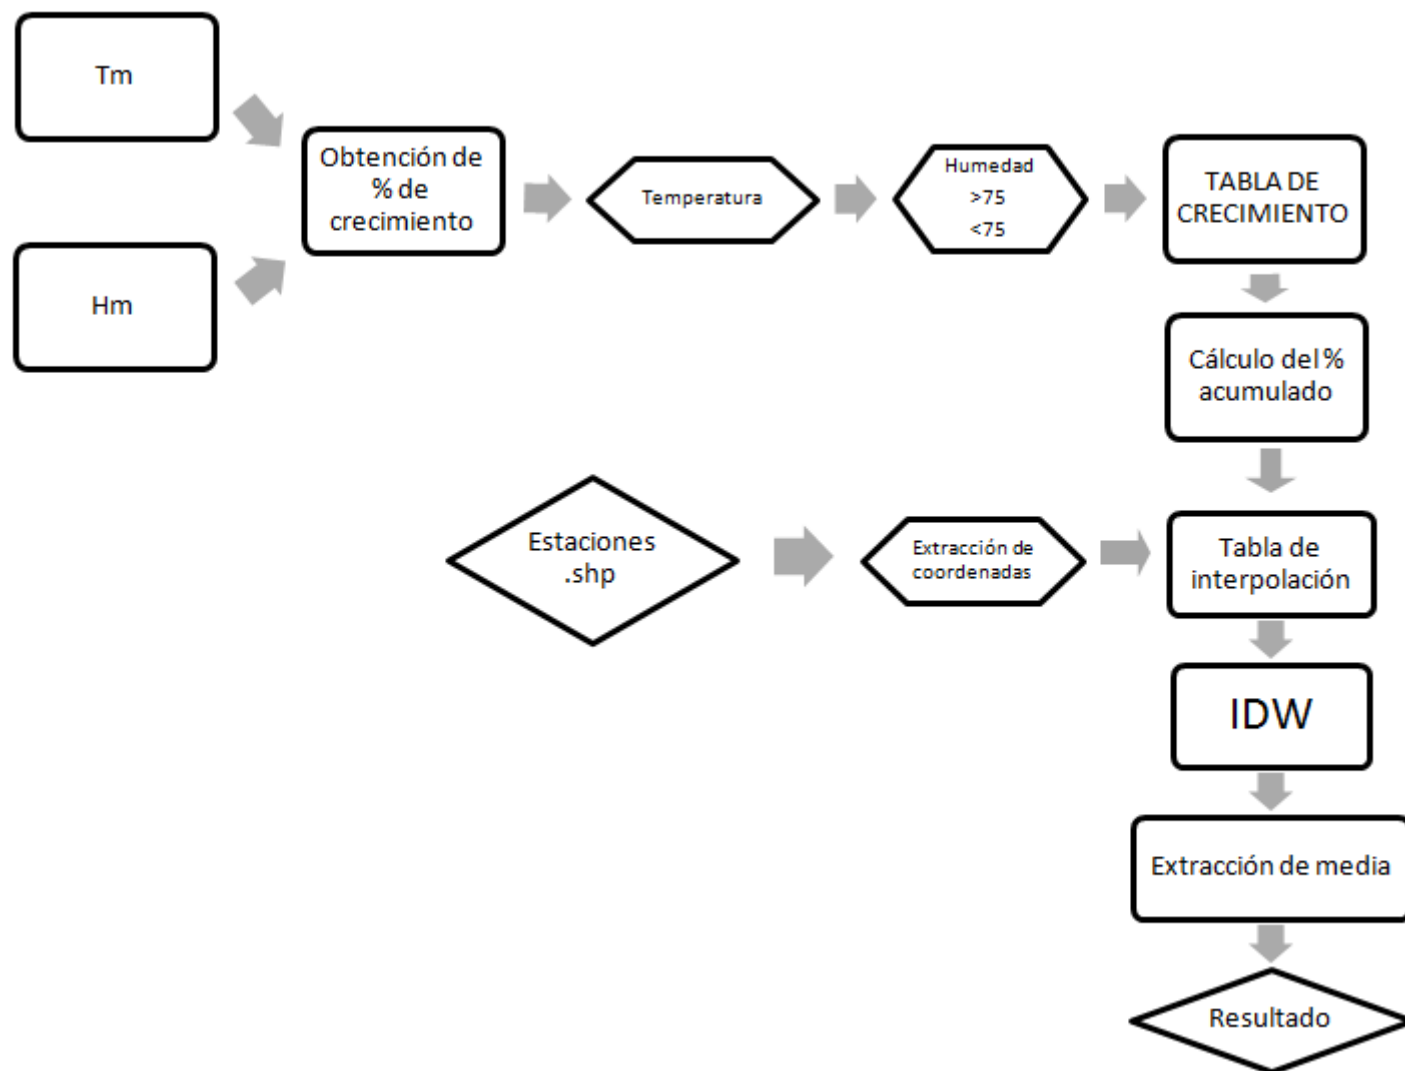 Tm
Hm
Obtención de
% de
crecimiento
Temperatura
Humedad
>75
<75
TABLA DE
CRECIMIENTO
Cálculo del %
acumulado
Estaciones
.shp
Extracción de
coordenadas
Tabla de
interpolación
IDW
Extracción de media
Resultado